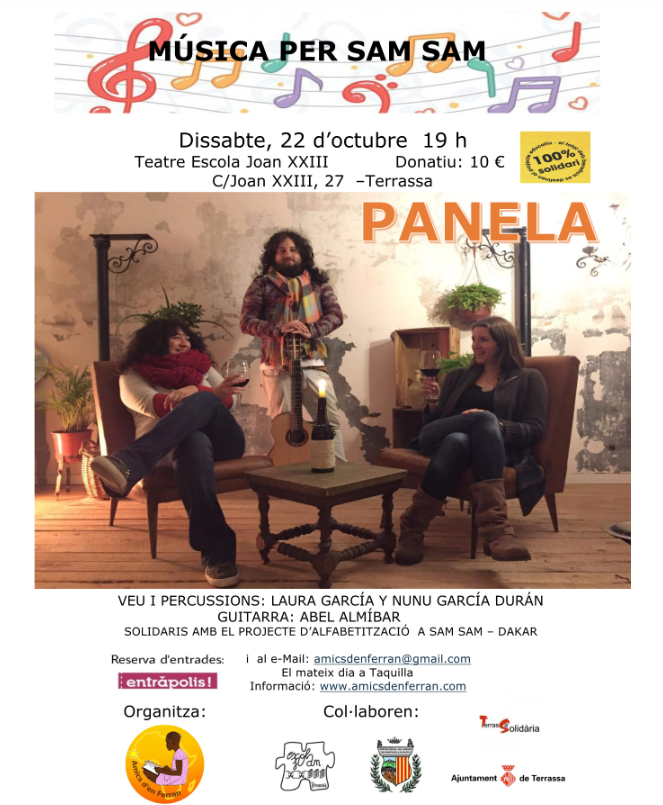 MÚSICA PER SAM SAM
Dissabte, 22 d'octubre 19 h
Teatre Escola Joan XXIII Donatiu: 10 €
C/Joan XXIII, 27 –Terrassa
100%
solidari
PANELA
VEU I PERCUSSIONS: LAURA GARCÍA Y NUNU GARCÍA DURÁN
GUITARRA: ABEL ALMÍBAR
SOLIDARIS AMB EL PROJECTE D'ALFABETITZACIÓ A SAM SAM – DAKAR
Reserva d'entrades: i al e-Mail: amicsdenferran@gmail.com
El mateix dia a Taquilla
entràpolis!
Informació: www.amicsdenferran.com
Organitza: Col·laboren:
Terrassa Solidària
Amics d'en Ferran
Ajuntament de Terrassa